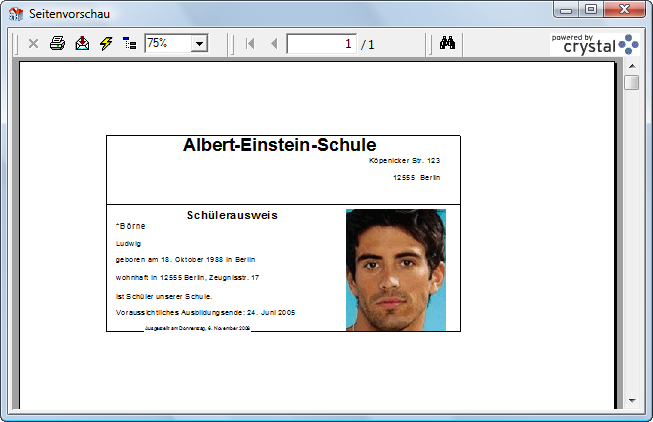 Seitenvorschau
75%
1 / 1
powered by
crystal
Albert-Einstein-Schule
Köpenicker Str. 123
12555 Berlin
Schülerausweis
*Börne
Ludwig
geboren am 18. Oktober 1988 in Berlin
wohnhaft in 12555 Berlin, Zeugnisstr. 17
ist Schüler unserer Schule.
Voraussichtliches Ausbildungsende: 24. Juni 2005
Ausgestellt am Donnerstag, 6. November 2008